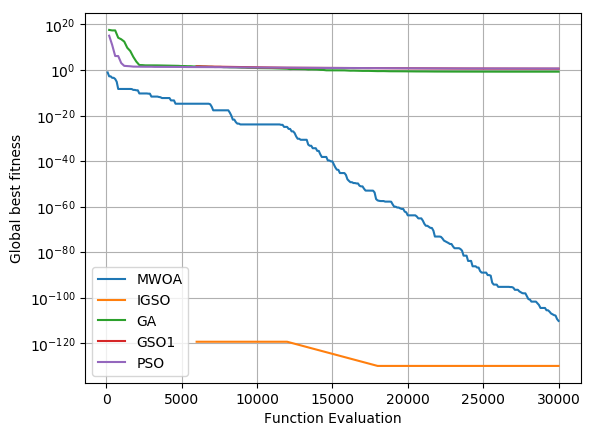 Global best fitness
10^20
10^0
10^-20
10^-40
10^-60
10^-80
10^-100
10^-120
MWOA
IGSO
GA
GSO1
PSO
0 5000 10000 15000 20000 25000 30000
Function Evaluation